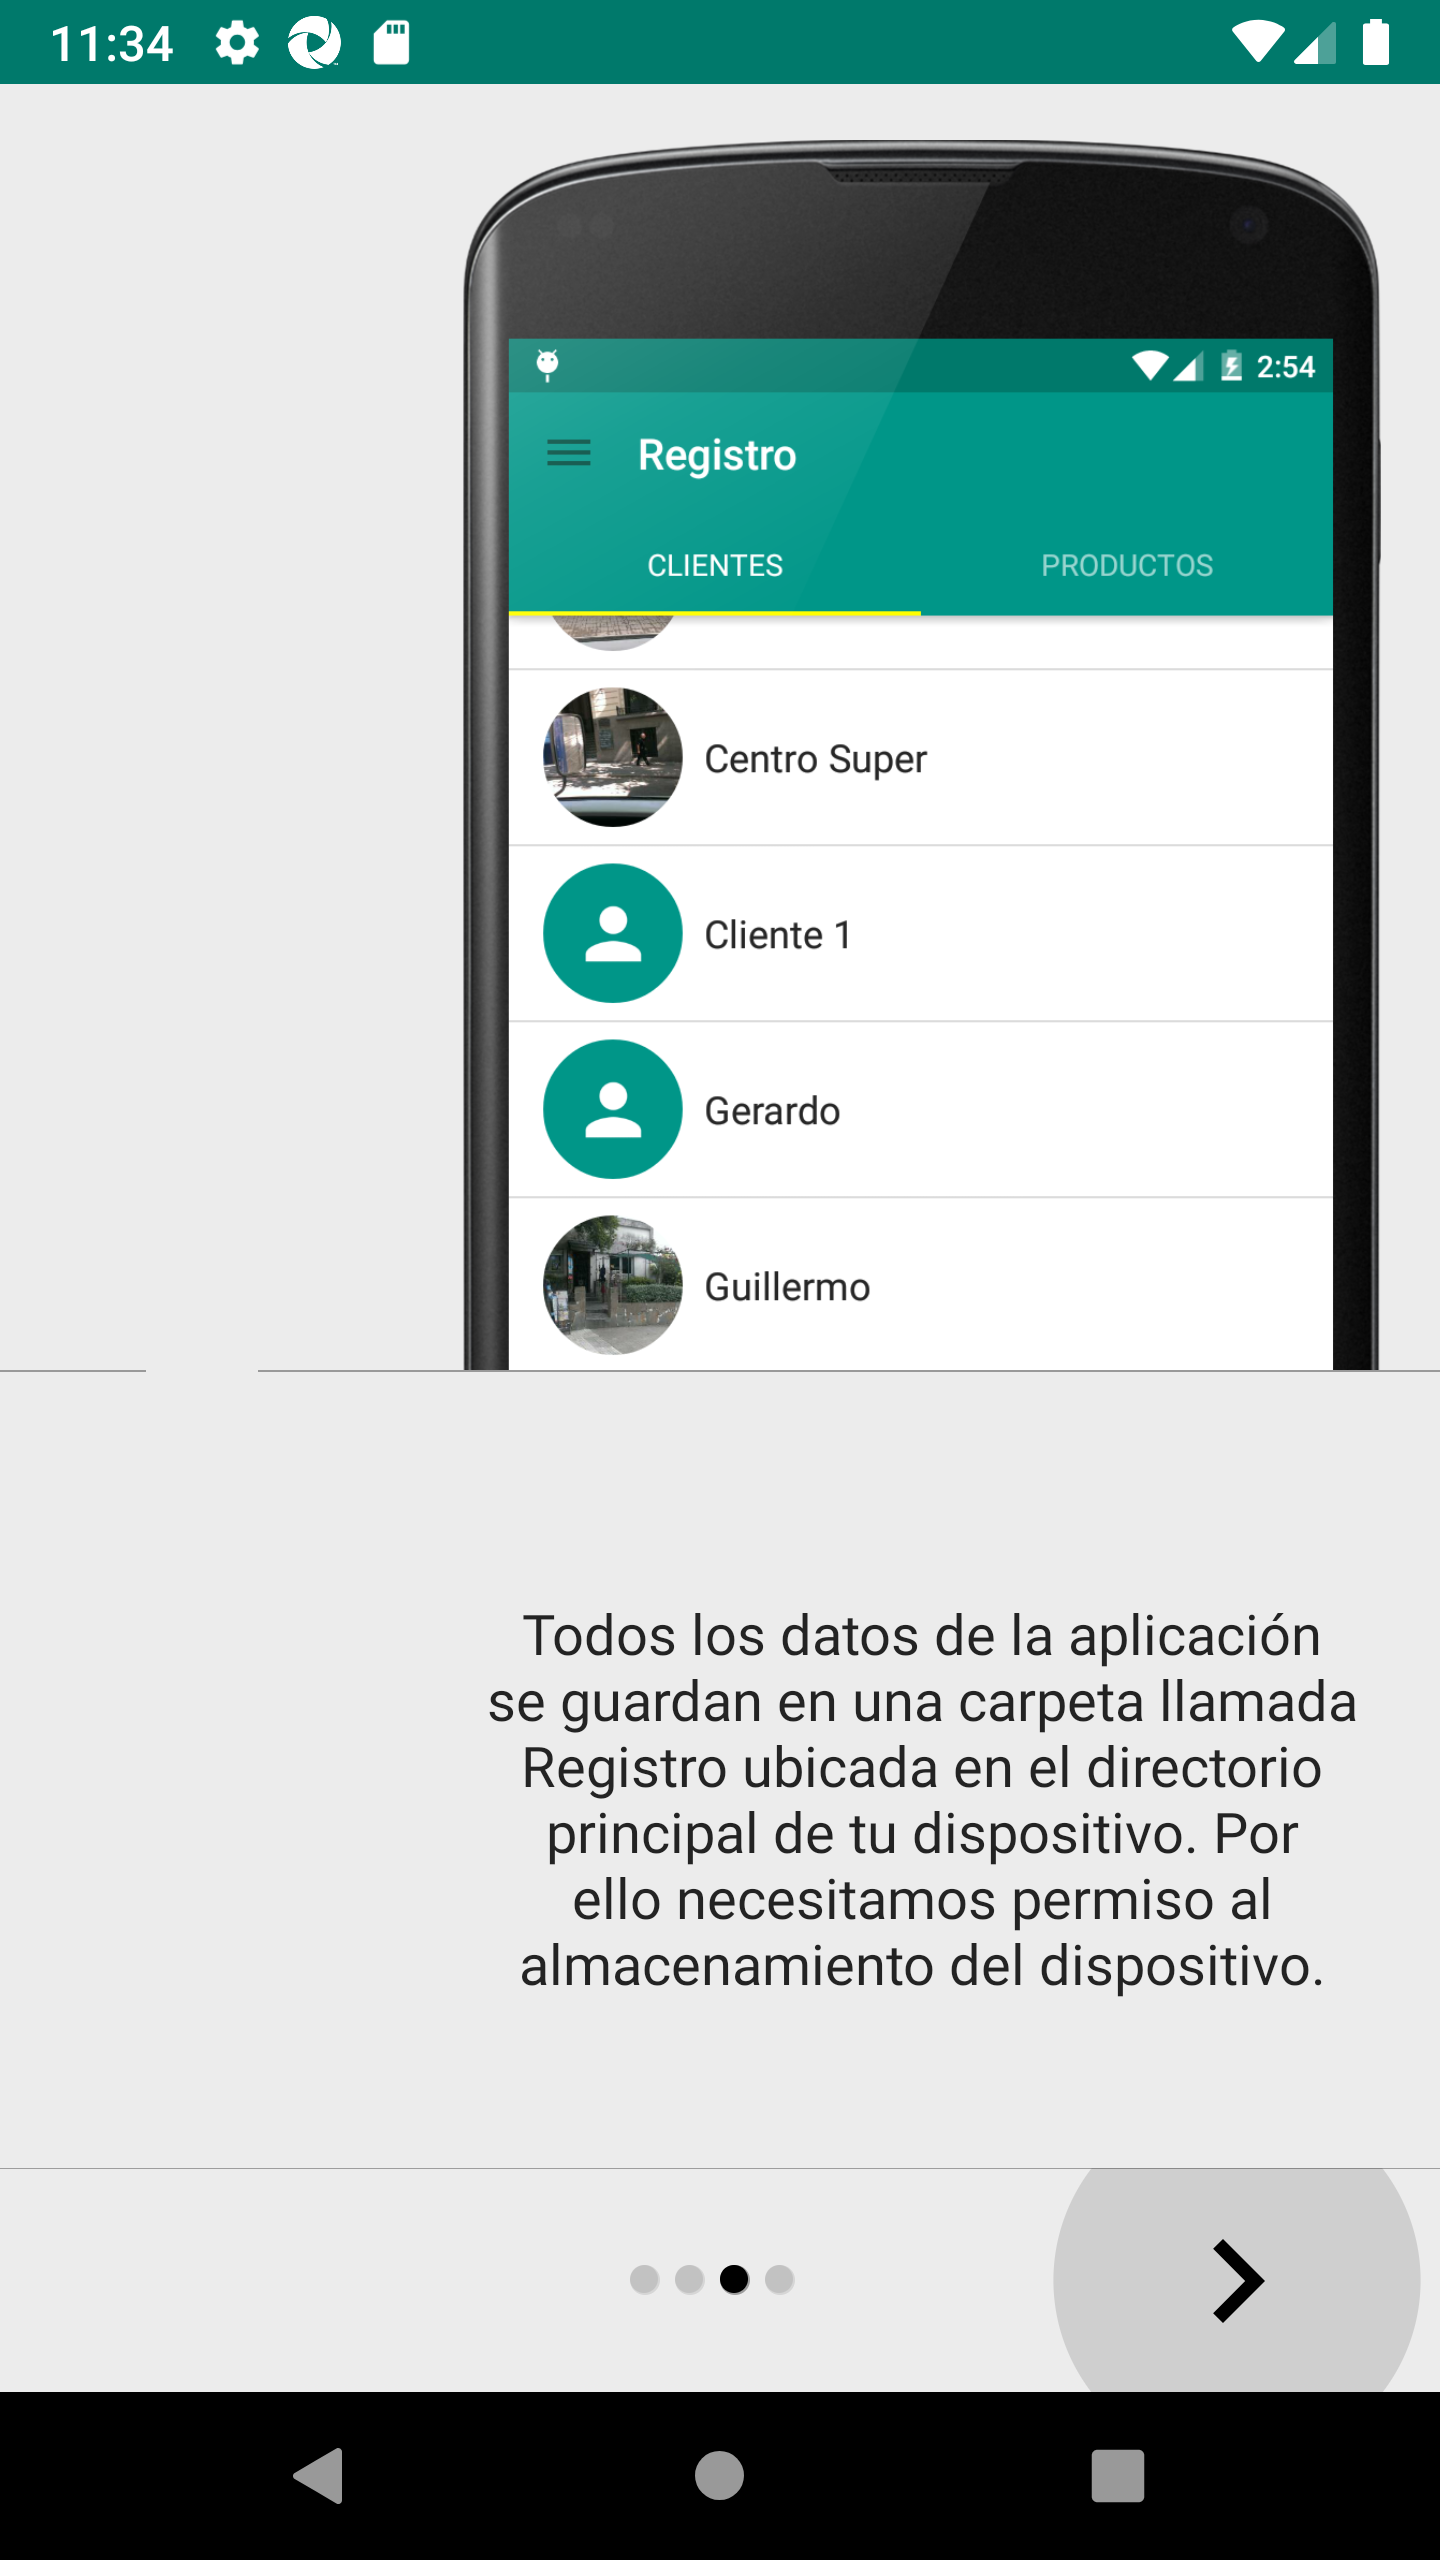 11:34
2:54
Registro
CLIENTES
PRODUCTOS
Centro Super
Cliente 1
Gerardo
Guillermo
Todos los datos de la aplicación
se guardan en una carpeta llamada
Registro ubicada en el directorio
principal de tu dispositivo. Por
ello necesitamos permiso al
almacenamiento del dispositivo.